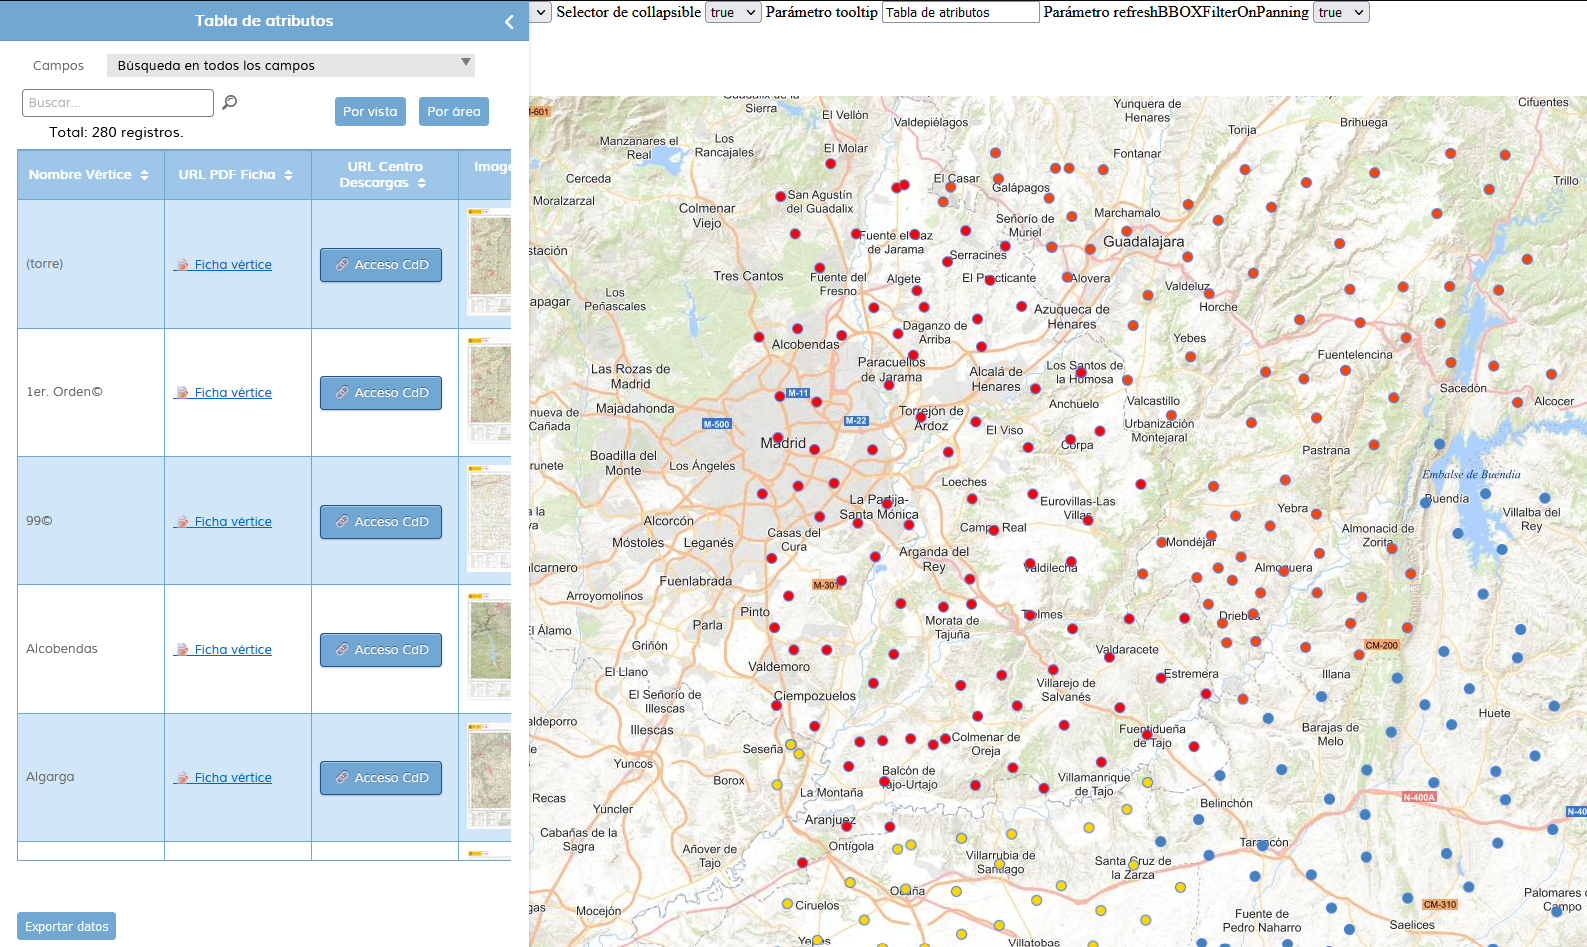 Tabla de atributos
Selector de collapsible true Parámetro tooltip Tabla de atributos Parámetro refreshBBOXFilterOnPanning true
Campos Búsqueda en todos los campos
Buscar...
Por vista Por área
Total: 280 registros.
Nombre Vértice URL PDF Ficha URL Centro Descargas
(torre) Ficha vértice Acceso CdD
1er. Orden© Ficha vértice Acceso CdD
99© Ficha vértice Acceso CdD
Alcobendas Ficha vértice Acceso CdD
Algarga Ficha vértice Acceso CdD
Exportar datos
Sierra
El Vellón
Valdepiélagos
Yunquera de
Henares
Cifuentes
Brihuega
Torija
Manzanares el
Real
Los
Rancajales
El Molar
Fontanar
Cerceda
Moralzarzal
San Agustín
del Guadalix
El Casar
Galápagos
Trillo
Colmenar
Viejo
Señorío de
Muriel
Marchamalo
Guadalajara
Fuente el Saz
de Jarama
Serracines
Tres Cantos
Fuente del
Fresno
Algete
El Practicante
Alovera
Valdeluz
Horche
Los
Peñascales
Azuqueca de
Henares
Daganzo de
Arriba
Yebes
Alcobendas
Fuentelencina
Las Rozas de
Madrid
Paracuellos
de Jarama
Alcalá de
Henares
Los Santos de
la Humosa
Sacedón
M-11
Majadahonda
M-500
M-22
Torrejón de
Ardoz
Anchuelo
Valcastillo
Alcocer
Urbanización
Montejaral
Madrid
El Viso
Corpa
Pastrana
Boadilla del
Monte
Los Ángeles
Embalse de Buendía
Loeches
Buendía
La Partija-
Santa Mónica
Eurovillas-Las
Villas
Yebra
Villalba del
Rey
Alcorcón
Campo Real
Casas del
Cura
Móstoles
Leganés
Mondéjar
Almonacid de
Zorita
Arganda del
Rey
Valdilecha
Almoguera
Fuenlabrada
M-301
Arroyomolinos
Pinto
Tielmes
Driebes
Parla
Morata de
Tajuña
El Álamo
Griñón
CM-200
Valdaracete
Valdemoro
El Llano
Estremera
Illana
Villarejo de
Salvanés
El Señorío de
Illescas
Ciempozuelos
Huete
Illescas
Fuentidueña
de Tajo
Barajas de
Melo
Colmenar de
Oreja
Seseña
Yuncos
Borox
Balcón de
Tajo-Urtajo
Villamanrique
de Tajo
La Montaña
Recas
Yuncler
Belinchón
N-400A
Aranjuez
Cabañas de la
Sagra
Ontígola
Tarancón
Añover de
Tajo
Villarrubia de
Santiago
Santa Cruz de
la Zarza
Ocaña
Palomares
Campo
Mocejón
Ciruelos
CM-310
Fuente de
Pedro Naharro
Saelices
Yepes
Villatobas